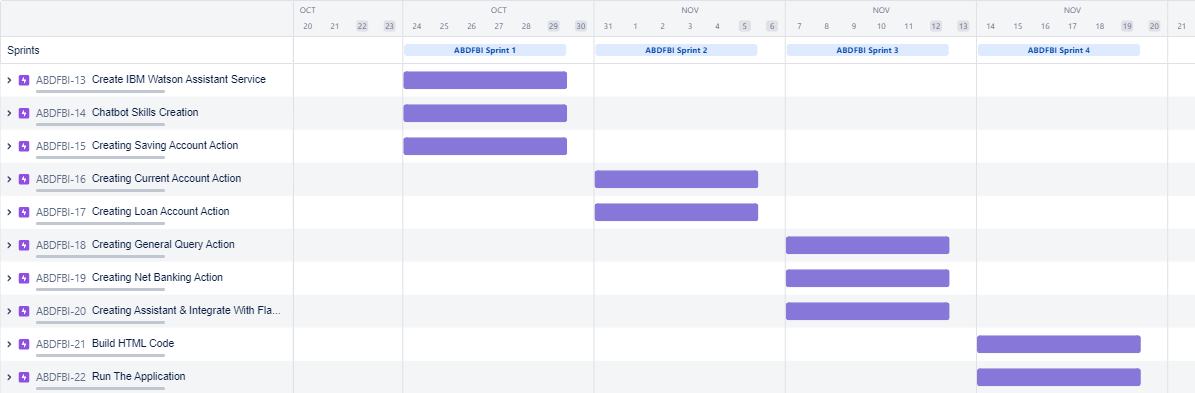 OCT OCT NOV NOV NOV
20 21 22 23 24 25 26 27 28 29 30 31 1 2 3 4 5 6 7 8 9 10 11 12 13 14 15 16 17 18 19 20 21
Sprints ABDFBI Sprint 1 ABDFBI Sprint 2 ABDFBI Sprint 3 ABDFBI Sprint 4
ABDFBI-13 Create IBM Watson Assistant Service
ABDFBI-14 Chatbot Skills Creation
ABDFBI-15 Creating Saving Account Action
ABDFBI-16 Creating Current Account Action
ABDFBI-17 Creating Loan Account Action
ABDFBI-18 Creating General Query Action
ABDFBI-19 Creating Net Banking Action
ABDFBI-20 Creating Assistant & Integrate With Fla...
ABDFBI-21 Build HTML Code
ABDFBI-22 Run The Application